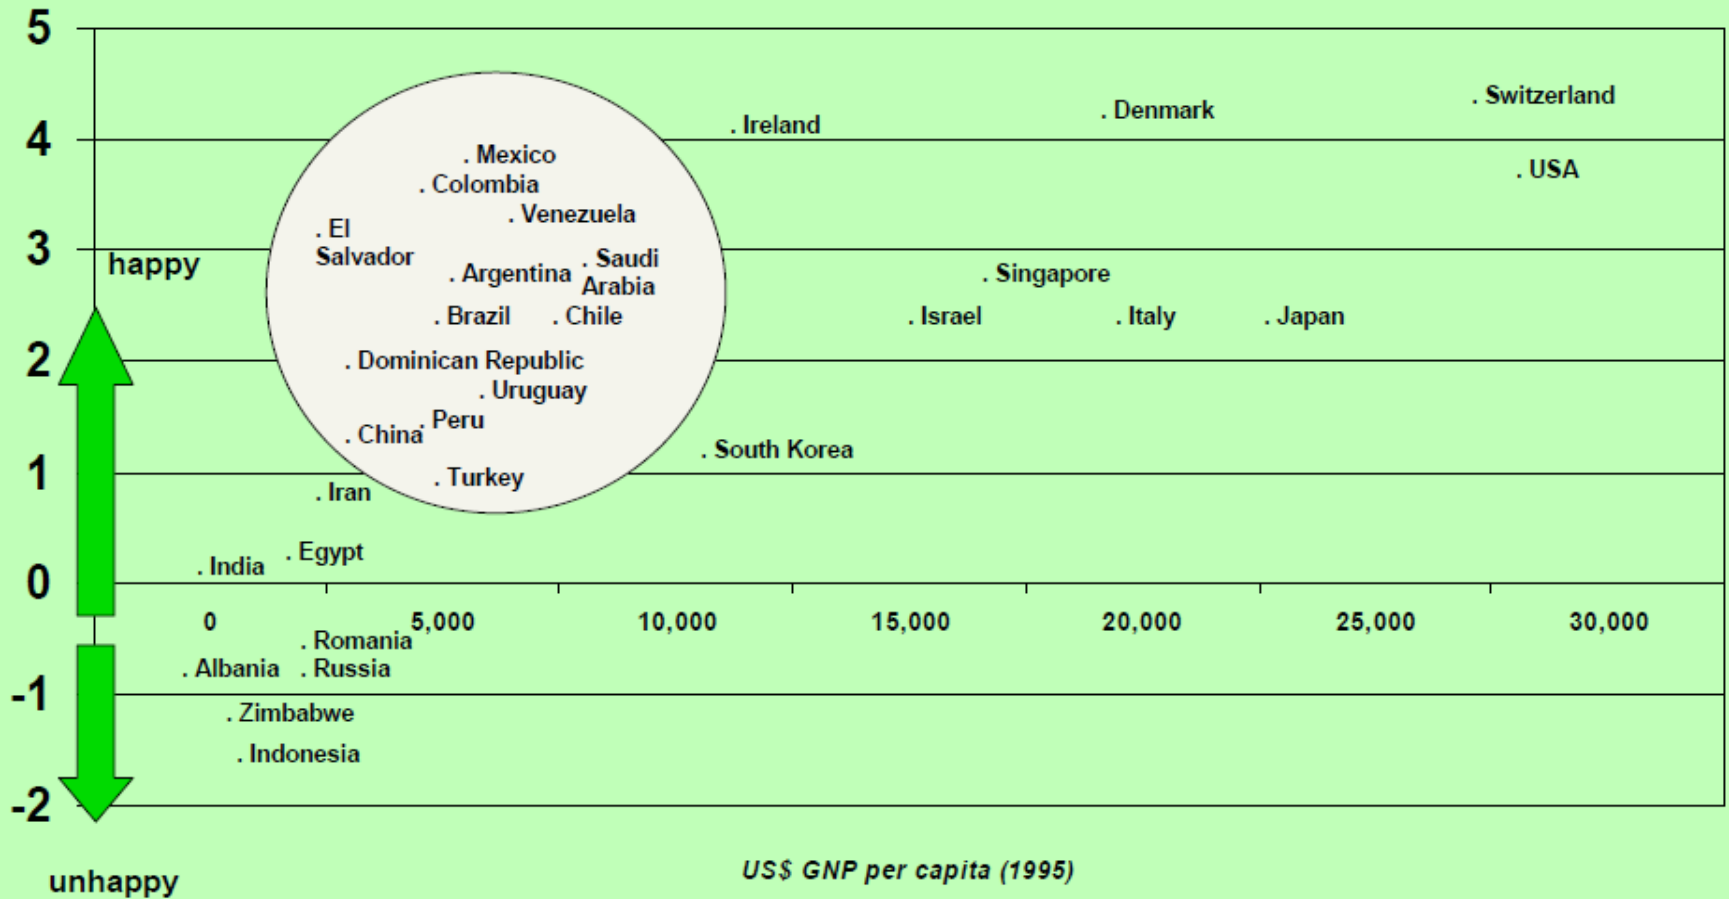 5
. Switzerland
. Denmark
. Ireland
4
. Mexico
. USA
. Colombia
. Venezuela
. El
Salvador
3
happy
. Saudi
Arabia
. Argentina
. Singapore
. Brazil
. Chile
. Israel
. Italy
. Japan
2
. Dominican Republic
. Uruguay
. Peru
. China
. South Korea
1
. Turkey
. Iran
. Egypt
. India
0
0 5,000 10,000 15,000 20,000 25,000 30,000
. Romania
. Albania
. Russia
-1
. Zimbabwe
. Indonesia
-2
unhappy
US$ GNP per capita (1995)